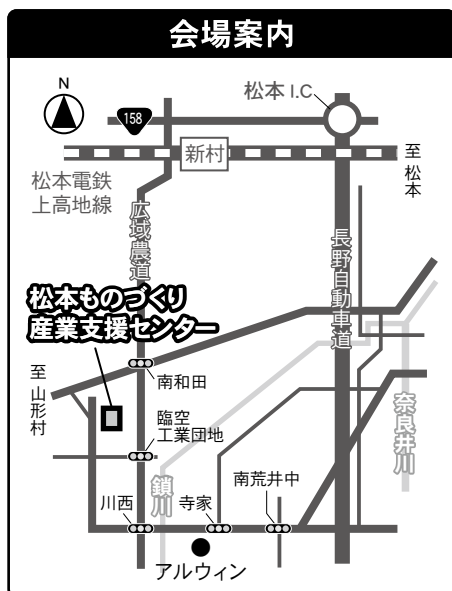 会場案内
N
158
松本 I.C
新村
至松本
松本電鉄
上高地線
広域農道
長野自動車道
松本ものづくり
産業支援センター
至山形村
南和田
臨空
工業団地
奈良井川
鎖川
川西
寺家
南荒井中
アルウィン